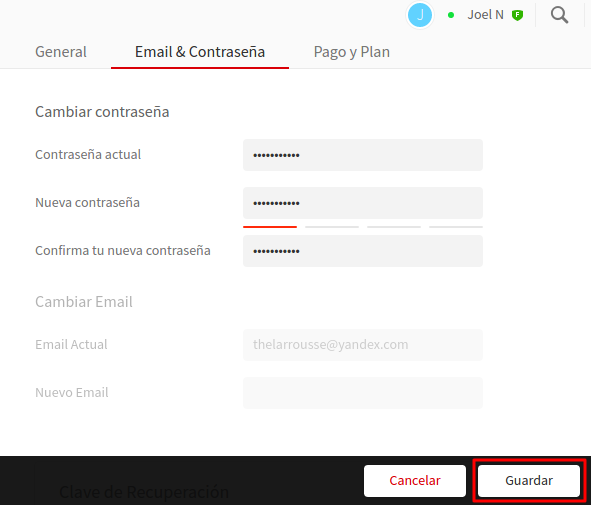 J Joel N
General Email & Contraseña Pago y Plan
Cambiar contraseña
Contraseña actual •••••••••••
Nueva contraseña •••••••••••
Confirma tu nueva contraseña •••••••••••
Cambiar Email
Email Actual thelarrousse@yandex.com
Nuevo Email
Cancelar Guardar
Clave de Recuperación